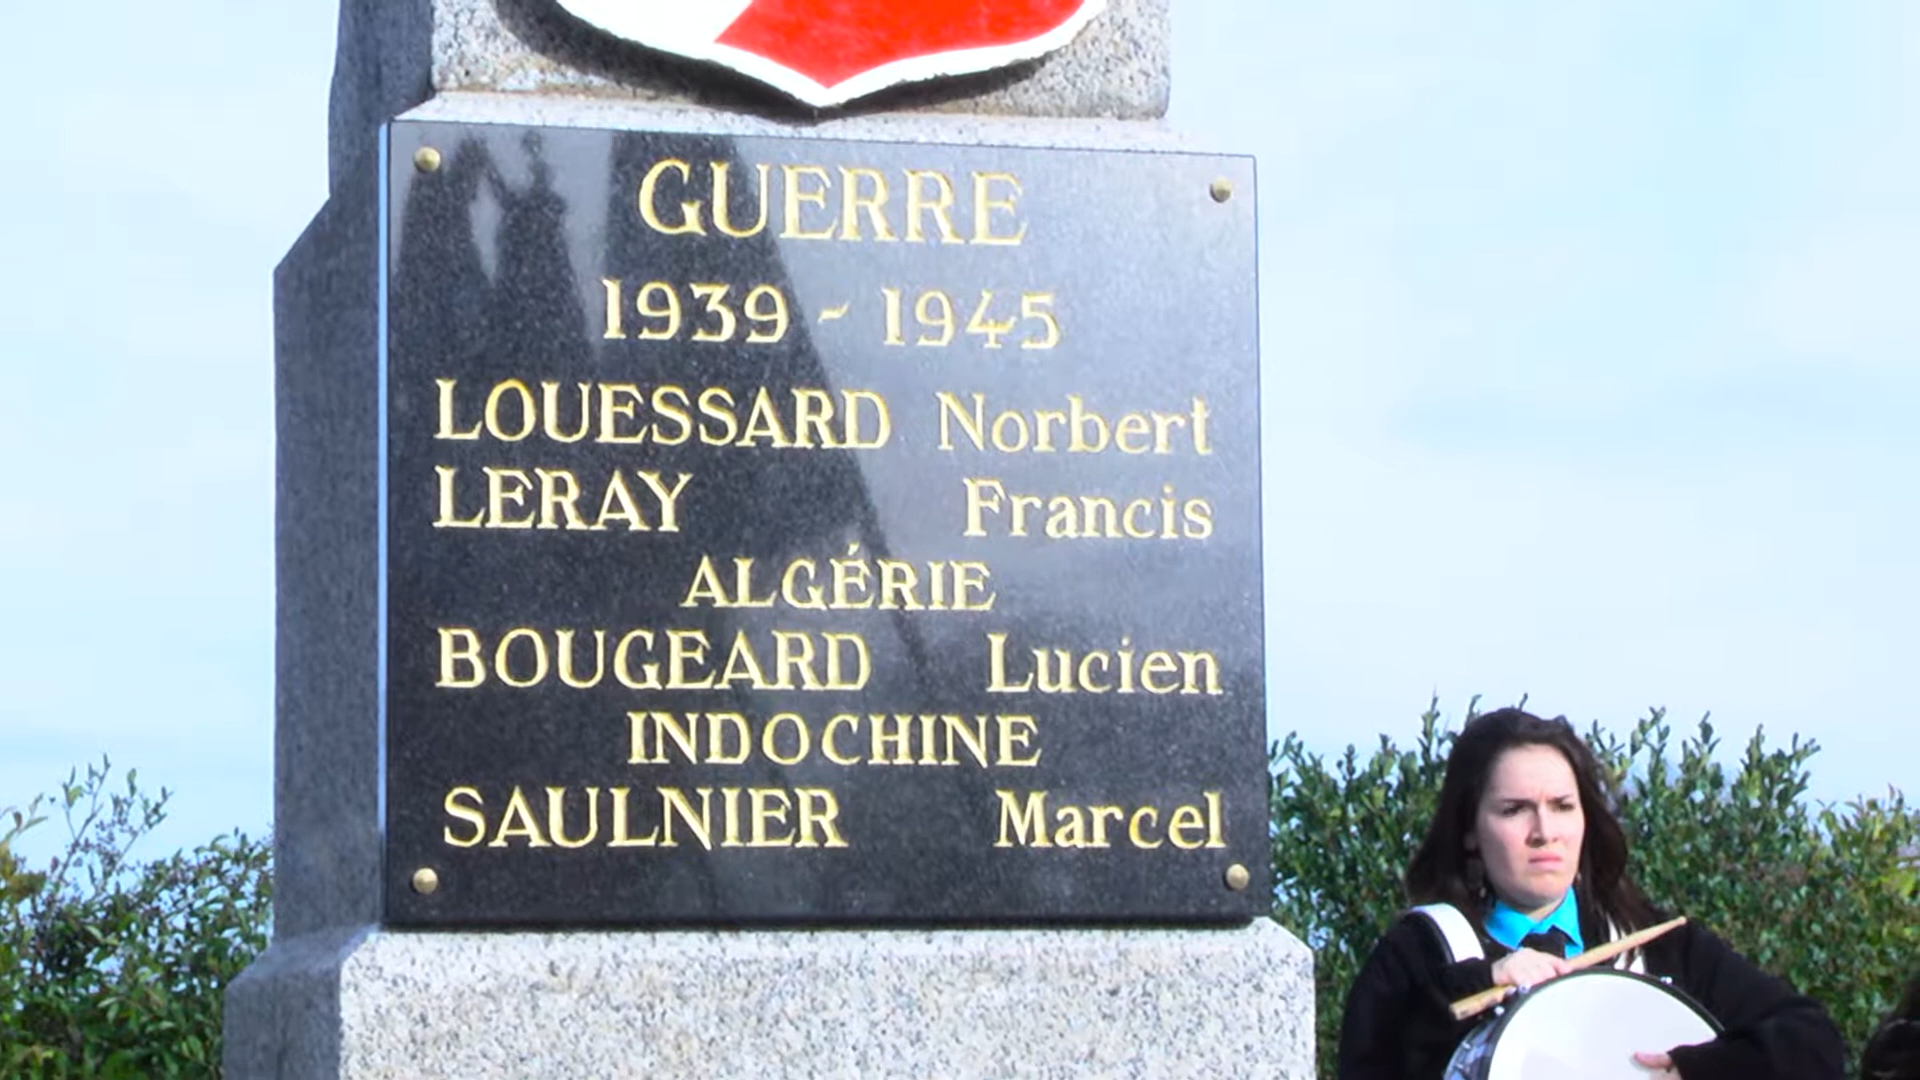 GUERRE
1939 - 1945
LOUESSARD Norbert
LERAY Francis
ALGÉRIE
BOUGEARD Lucien
INDOCHINE
SAULNIER Marcel